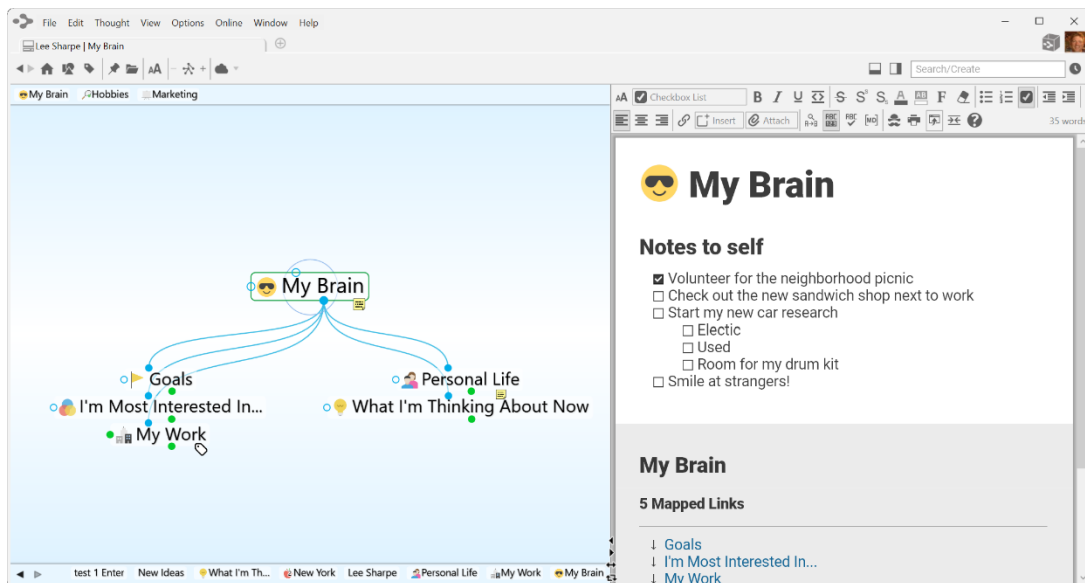 File Edit Thought View Options Online Window Help
Lee Sharpe | My Brain
Search/Create
My Brain Hobbies Marketing
Checkbox List
Insert Attach
35 words
My Brain
Goals
I'm Most Interested In...
My Work
Personal Life
What I'm Thinking About Now
My Brain
Notes to self
Volunteer for the neighborhood picnic
Check out the new sandwich shop next to work
Start my new car research
Electic
Used
Room for my drum kit
Smile at strangers!
My Brain
5 Mapped Links
↓ Goals
↓ I'm Most Interested In...
↓ My Work
test 1 Enter New Ideas What I'm Th... New York Lee Sharpe Personal Life My Work My Brain